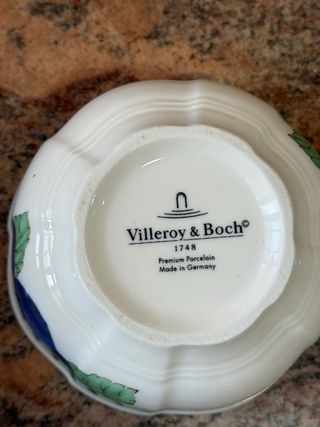 Villeroy & Boch©
1748
Premium Porcelain
Made in Germany